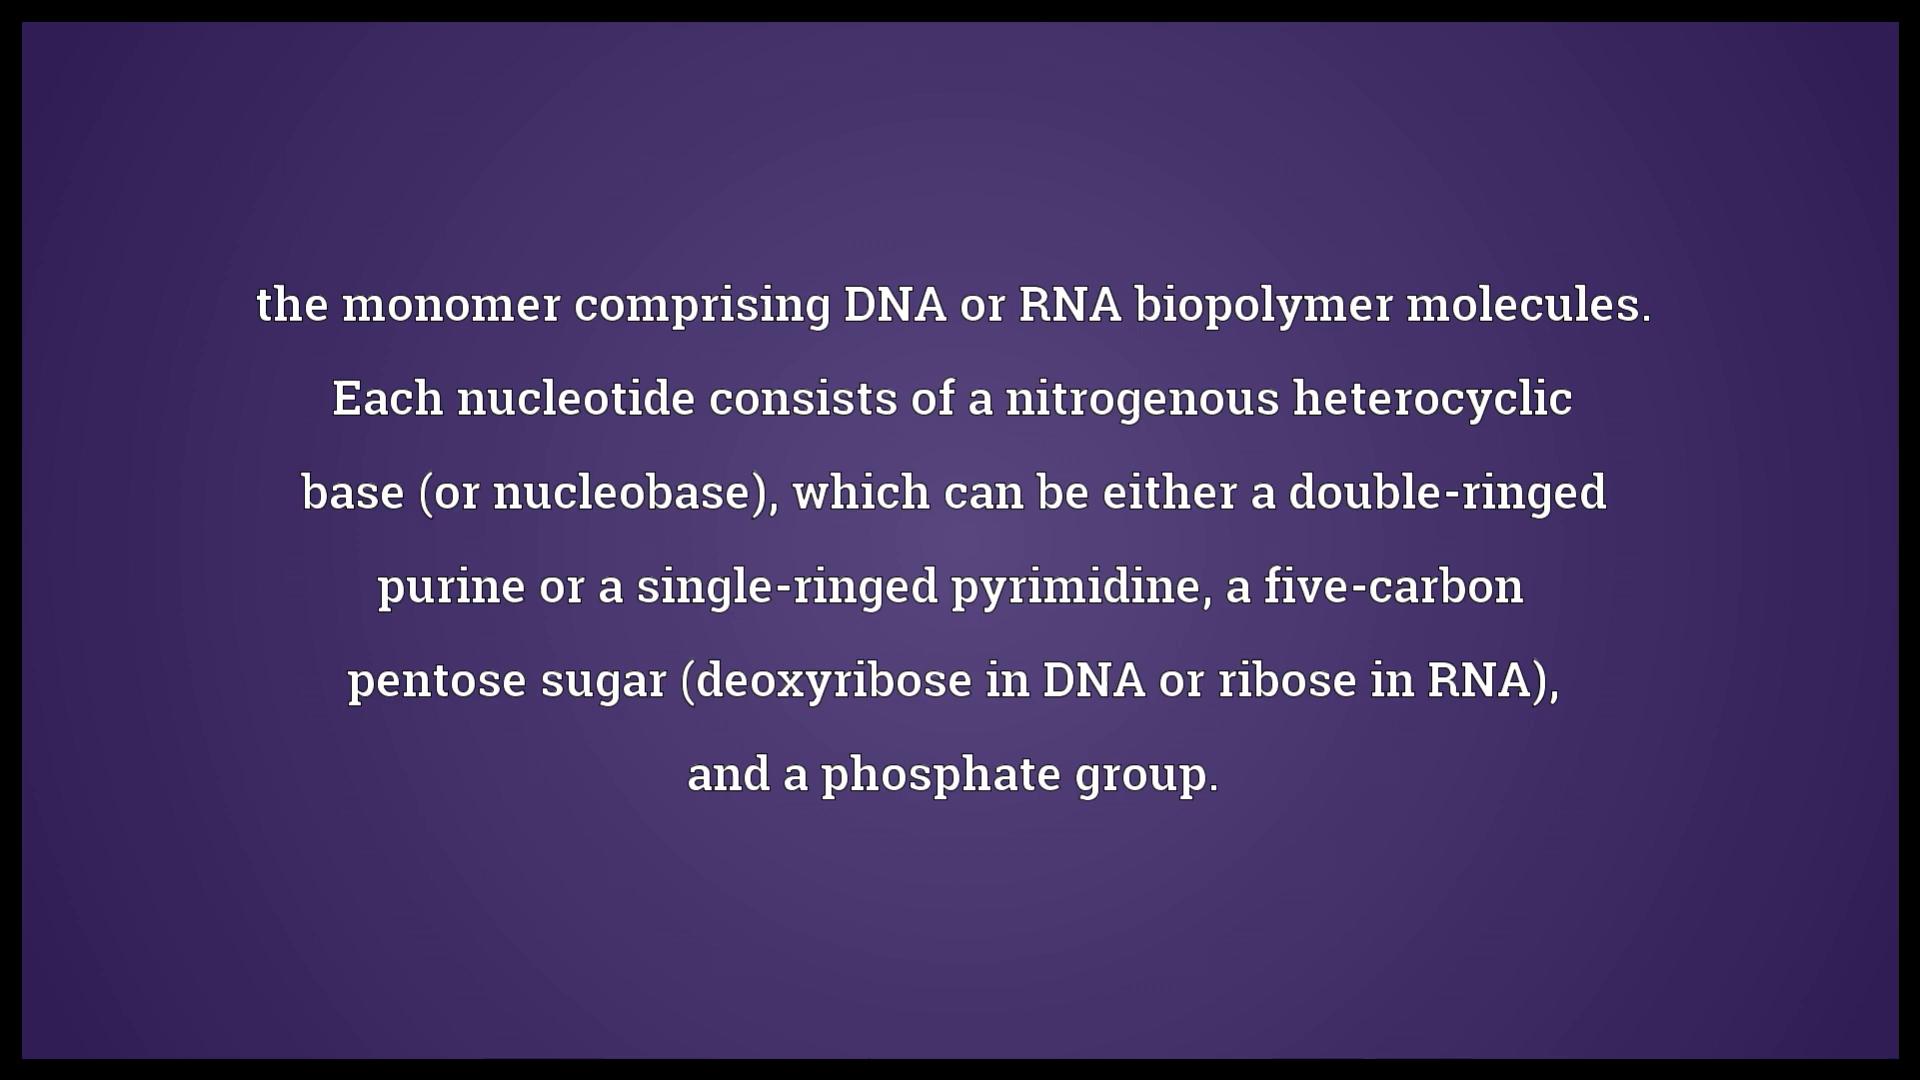 the monomer comprising DNA or RNA biopolymer molecules.
Each nucleotide consists of a nitrogenous heterocyclic
base (or nucleobase), which can be either a double-ringed
purine or a single-ringed pyrimidine, a five-carbon
pentose sugar (deoxyribose in DNA or ribose in RNA),
and a phosphate group.